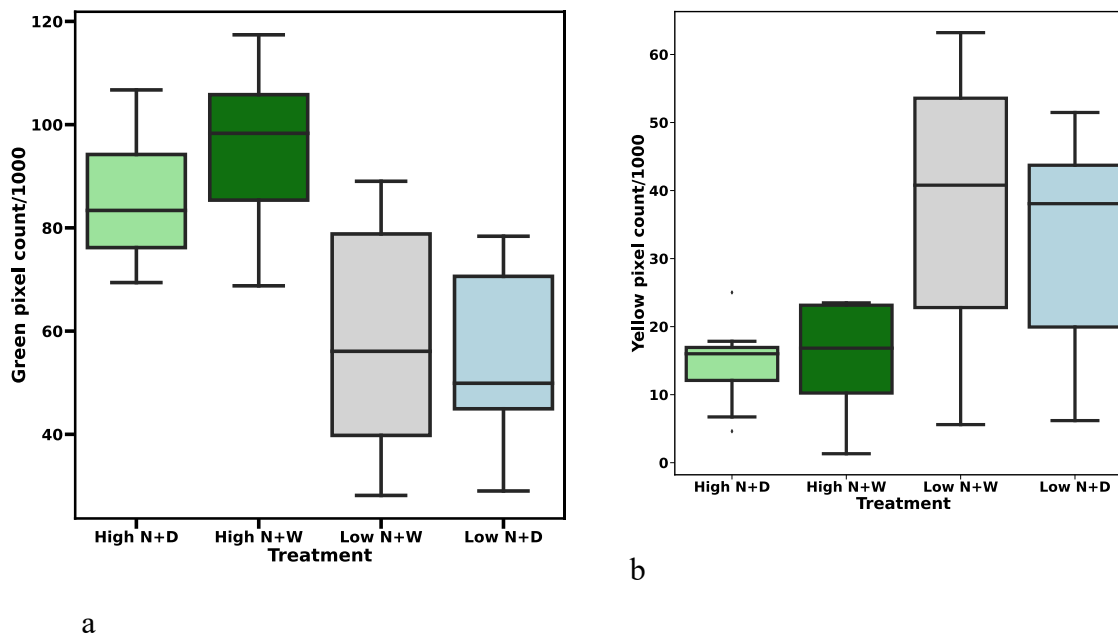 Green pixel count/1000
120
100
80
60
40
High N+D High N+W Low N+W Low N+D
Treatment
a
Yellow pixel count/1000
60
50
40
30
20
10
0
High N+D High N+W Low N+W Low N+D
Treatment
b